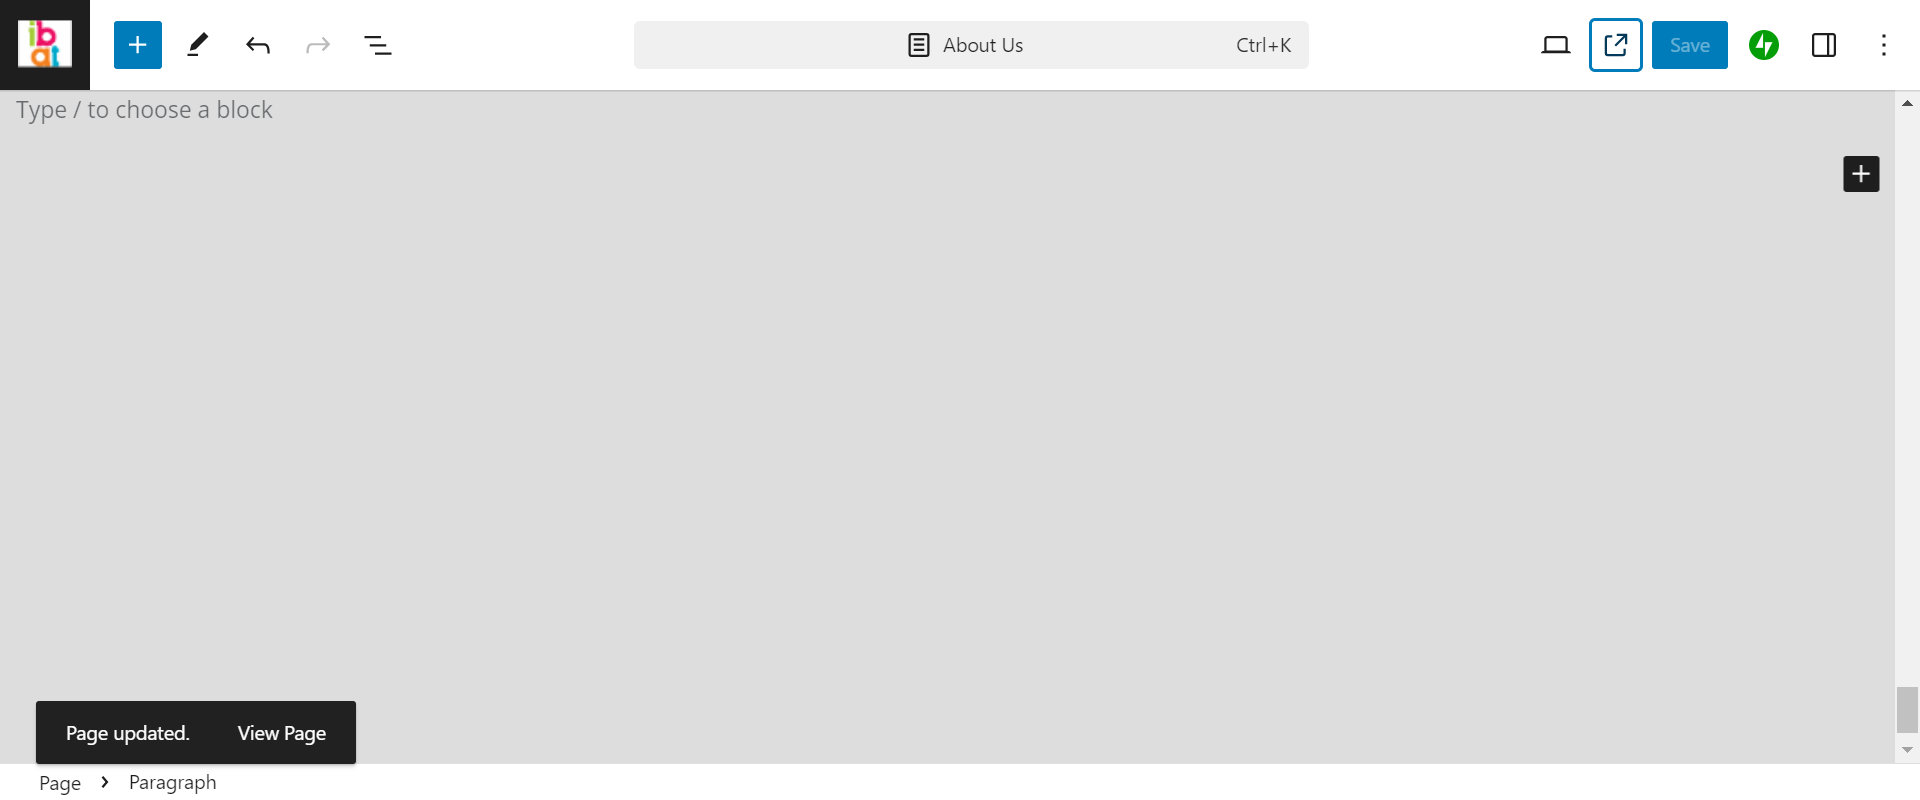 ib
at
About Us
Ctrl+K
Save
Type / to choose a block
Page updated.
View Page
Page
Paragraph